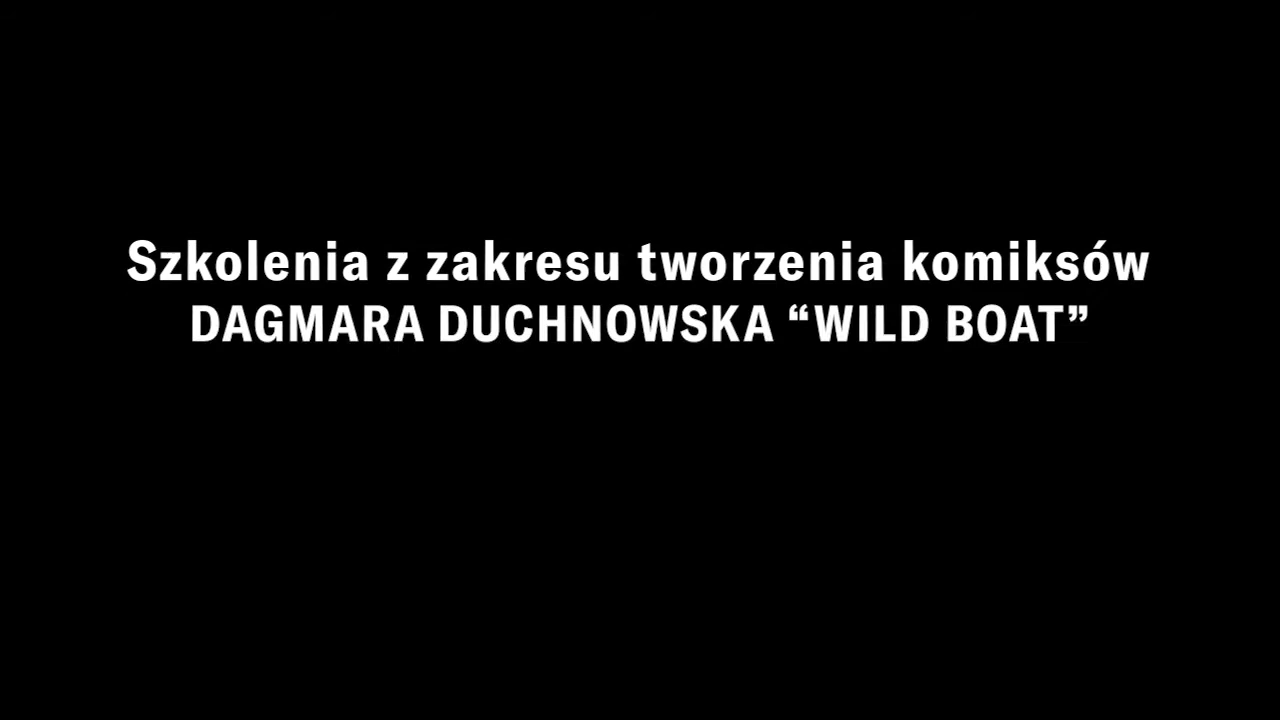 Szkolenia z zakresu tworzenia komiksów
DAGMARA DUCHNOWSKA “WILD BOAT”